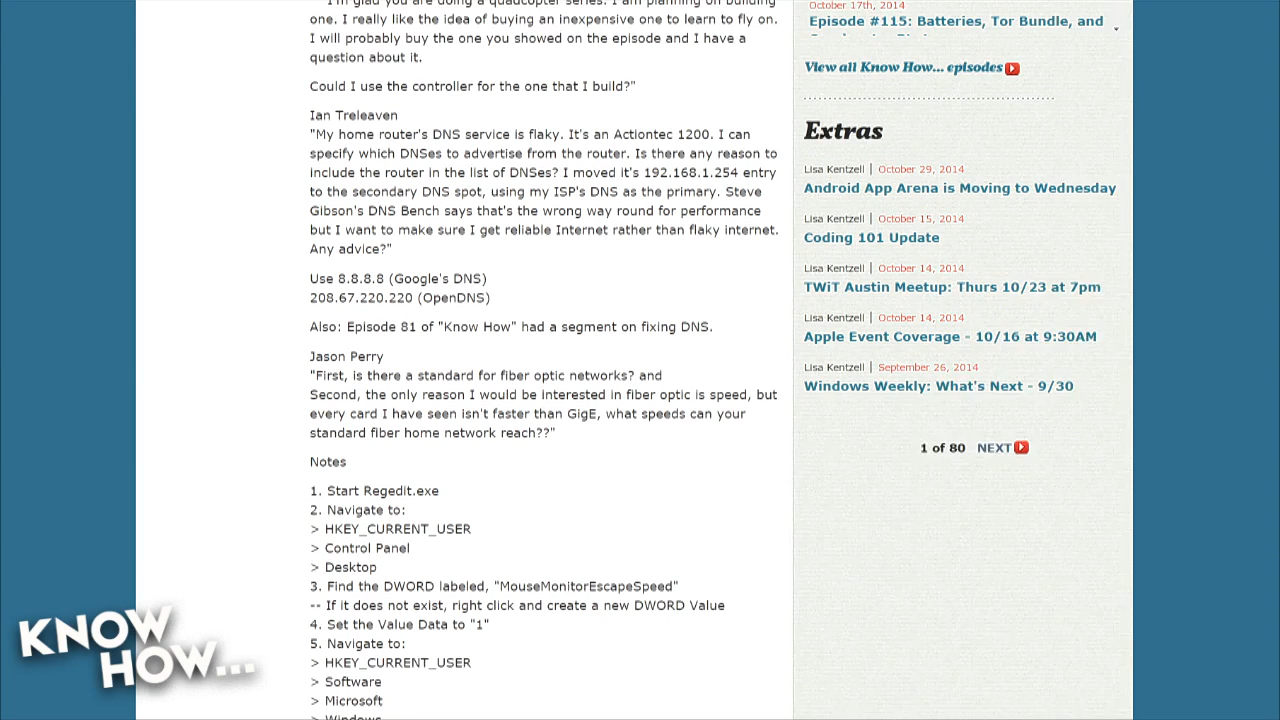 "I'm glad you are doing a quadcopter series. I am planning on building
one. I really like the idea of buying an inexpensive one to learn to fly on.
I will probably buy the one you showed on the episode and I have a
question about it.
Could I use the controller for the one that I build?"
Ian Treleaven
"My home router's DNS service is flaky. It's an Actiontec 1200. I can
specify which DNSes to advertise from the router. Is there any reason to
include the router in the list of DNSes? I moved it's 192.168.1.254 entry
to the secondary DNS spot, using my ISP's DNS as the primary. Steve
Gibson's DNS Bench says that's the wrong way round for performance
but I want to make sure I get reliable Internet rather than flaky internet.
Any advice?"
Use 8.8.8.8 (Google's DNS)
208.67.220.220 (OpenDNS)
Also: Episode 81 of "Know How" had a segment on fixing DNS.
Jason Perry
"First, is there a standard for fiber optic networks? and
Second, the only reason I would be interested in fiber optic is speed, but
every card I have seen isn't faster than GigE, what speeds can your
standard fiber home network reach??"
Notes
1. Start Regedit.exe
2. Navigate to:
> HKEY_CURRENT_USER
> Control Panel
> Desktop
3. Find the DWORD labeled, "MouseMonitorEscapeSpeed"
-- If it does not exist, right click and create a new DWORD Value
4. Set the Value Data to "1"
5. Navigate to:
> HKEY_CURRENT_USER
> Software
> Microsoft
> Windows
October 17th, 2014
Episode #115: Batteries, Tor Bundle, and
View all Know How... episodes
Extras
Lisa Kentzell | October 29, 2014
Android App Arena is Moving to Wednesday
Lisa Kentzell | October 15, 2014
Coding 101 Update
Lisa Kentzell | October 14, 2014
TWiT Austin Meetup: Thurs 10/23 at 7pm
Lisa Kentzell | October 14, 2014
Apple Event Coverage - 10/16 at 9:30AM
Lisa Kentzell | September 26, 2014
Windows Weekly: What's Next - 9/30
1 of 80 NEXT
KNOW
HOW...